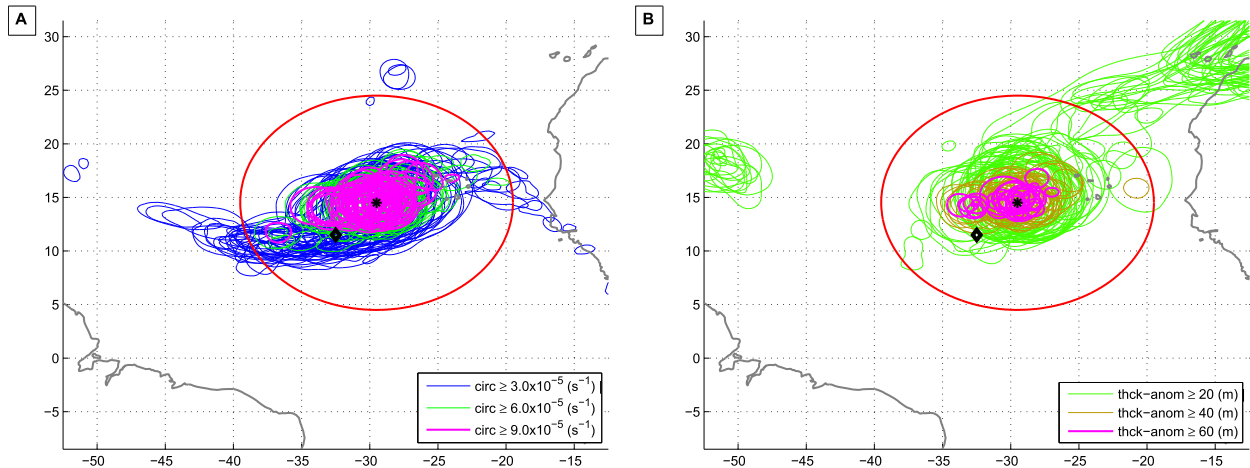 A
30
25
20
15
10
5
0
−5
−50 −45 −40 −35 −30 −25 −20 −15
circ ≥ 3.0x10⁻⁵ (s⁻¹)
circ ≥ 6.0x10⁻⁵ (s⁻¹)
circ ≥ 9.0x10⁻⁵ (s⁻¹)
B
30
25
20
15
10
5
0
−5
−50 −45 −40 −35 −30 −25 −20 −15
thck−anom ≥ 20 (m)
thck−anom ≥ 40 (m)
thck−anom ≥ 60 (m)